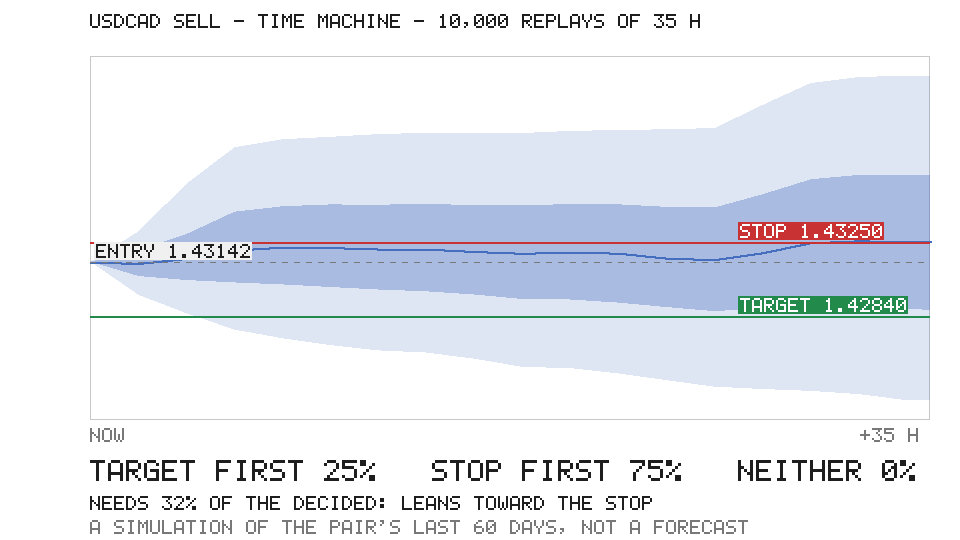 USDCAD SELL - TIME MACHINE - 10,000 REPLAYS OF 35 H
STOP 1.43250
ENTRY 1.43142
TARGET 1.42840
NOW +35 H
TARGET FIRST 25% STOP FIRST 75% NEITHER 0%
NEEDS 32% OF THE DECIDED: LEANS TOWARD THE STOP
A SIMULATION OF THE PAIR'S LAST 60 DAYS, NOT A FORECAST